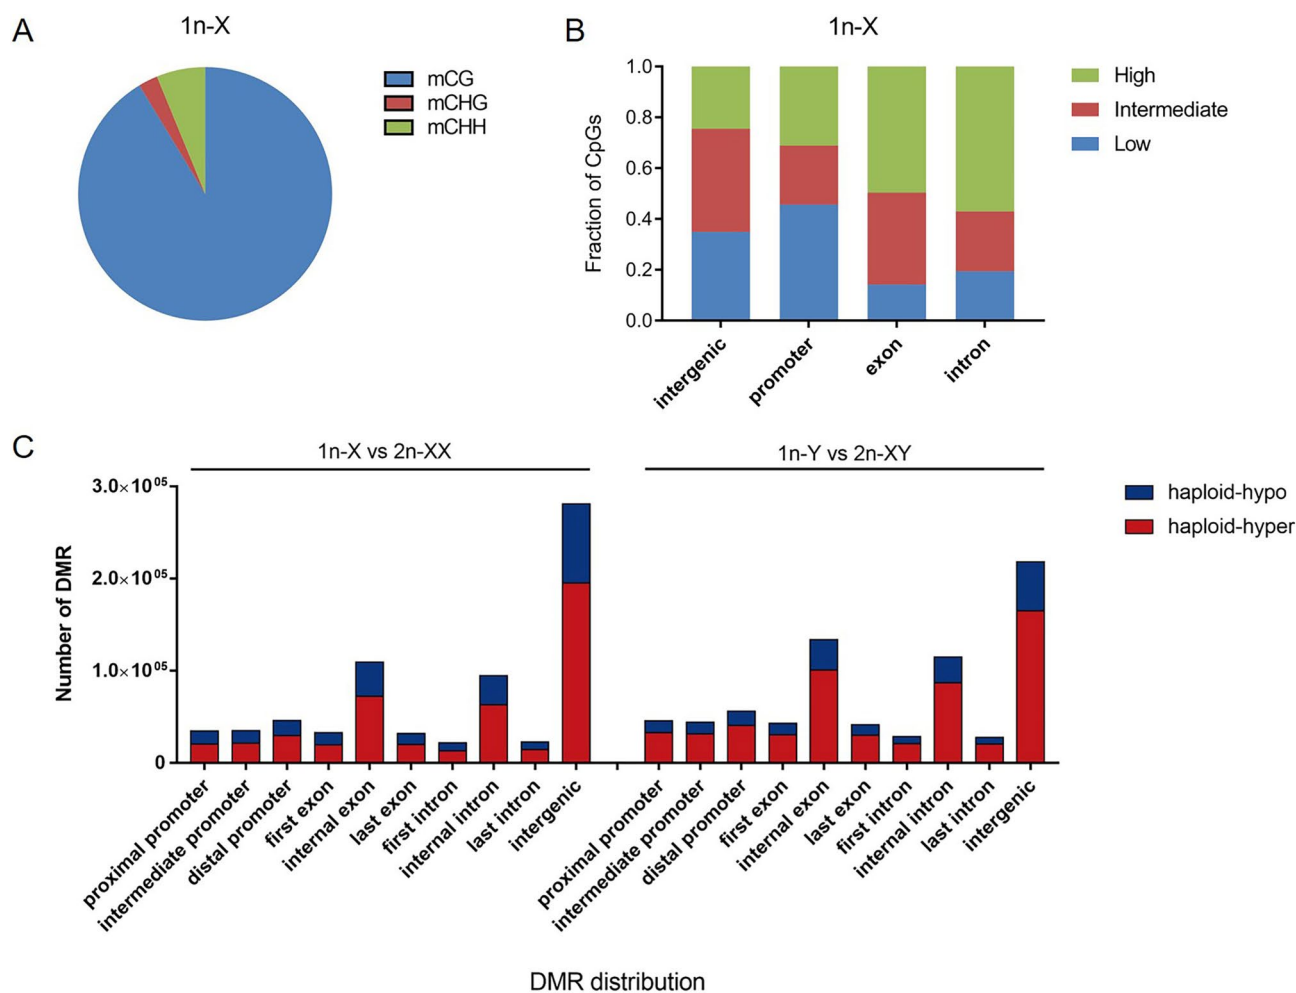 A
1n-X
mCG
mCHG
mCHH
B
1n-X
Fraction of CpGs
1.0
0.8
0.6
0.4
0.2
0.0
intergenic
promoter
exon
intron
High
Intermediate
Low
C
1n-X vs 2n-XX
1n-Y vs 2n-XY
Number of DMR
3.0×10⁰⁵
2.0×10⁰⁵
1.0×10⁰⁵
0
proximal promoter
intermediate promoter
distal promoter
first exon
internal exon
last exon
first intron
internal intron
last intron
intergenic
proximal promoter
intermediate promoter
distal promoter
first exon
internal exon
last exon
first intron
internal intron
last intron
intergenic
haploid-hypo
haploid-hyper
DMR distribution